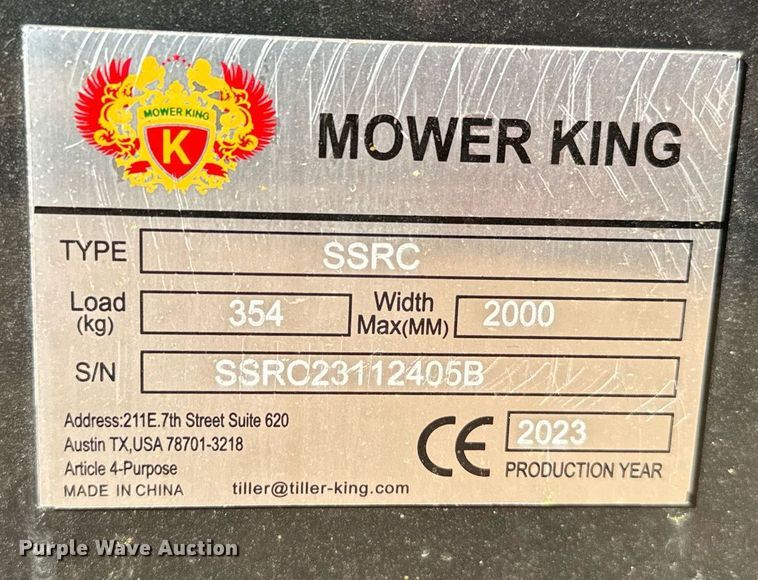 MOWER KING
K
MOWER KING
TYPE SSRC
Load (kg) 354 Width Max(MM) 2000
S/N SSRC23112405B
Address:211E.7th Street Suite 620
Austin TX,USA 78701-3218
Article 4-Purpose
MADE IN CHINA tiller@tiller-king.com
CE 2023
PRODUCTION YEAR
Purple Wave Auction